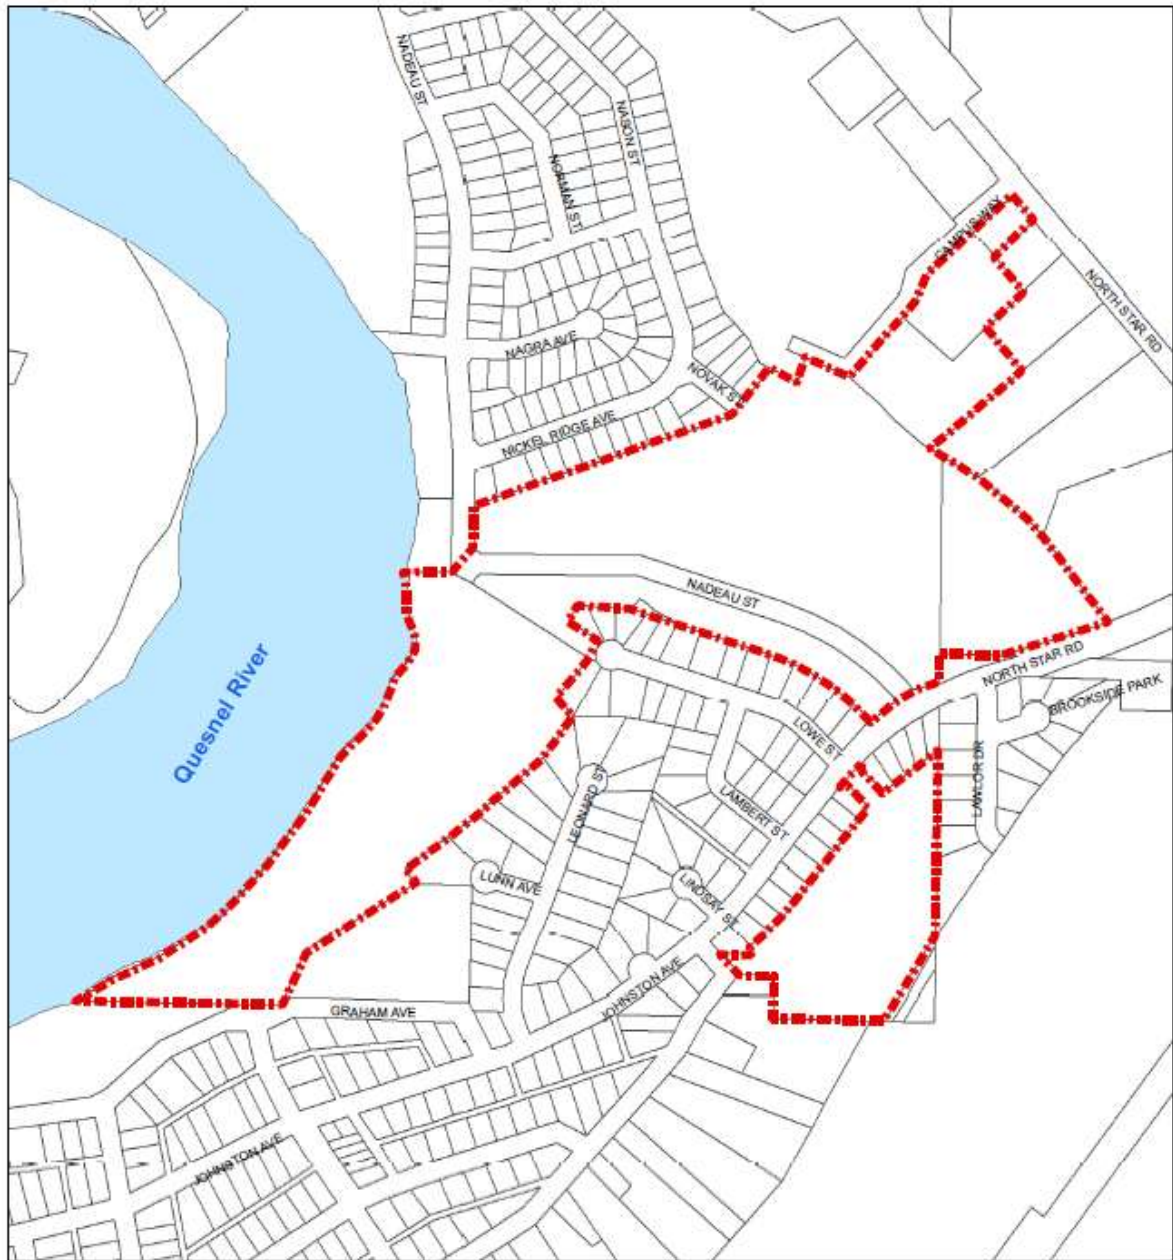 NADEAU ST
NASON ST
NORMAN ST
CAMPUS WAY
NORTH STAR RD
NAGRA AVE
NOVAK ST
NICKEL RIDGE AVE
NADEAU ST
Quesnel River
NORTH STAR RD
BROOKSIDE PARK
LOWE ST
LAWLOR DR
LEONARD ST
LAMBERT ST
LUNN AVE
LINDSAY ST
JOHNSTON AVE
GRAHAM AVE
JOHNSTON AVE